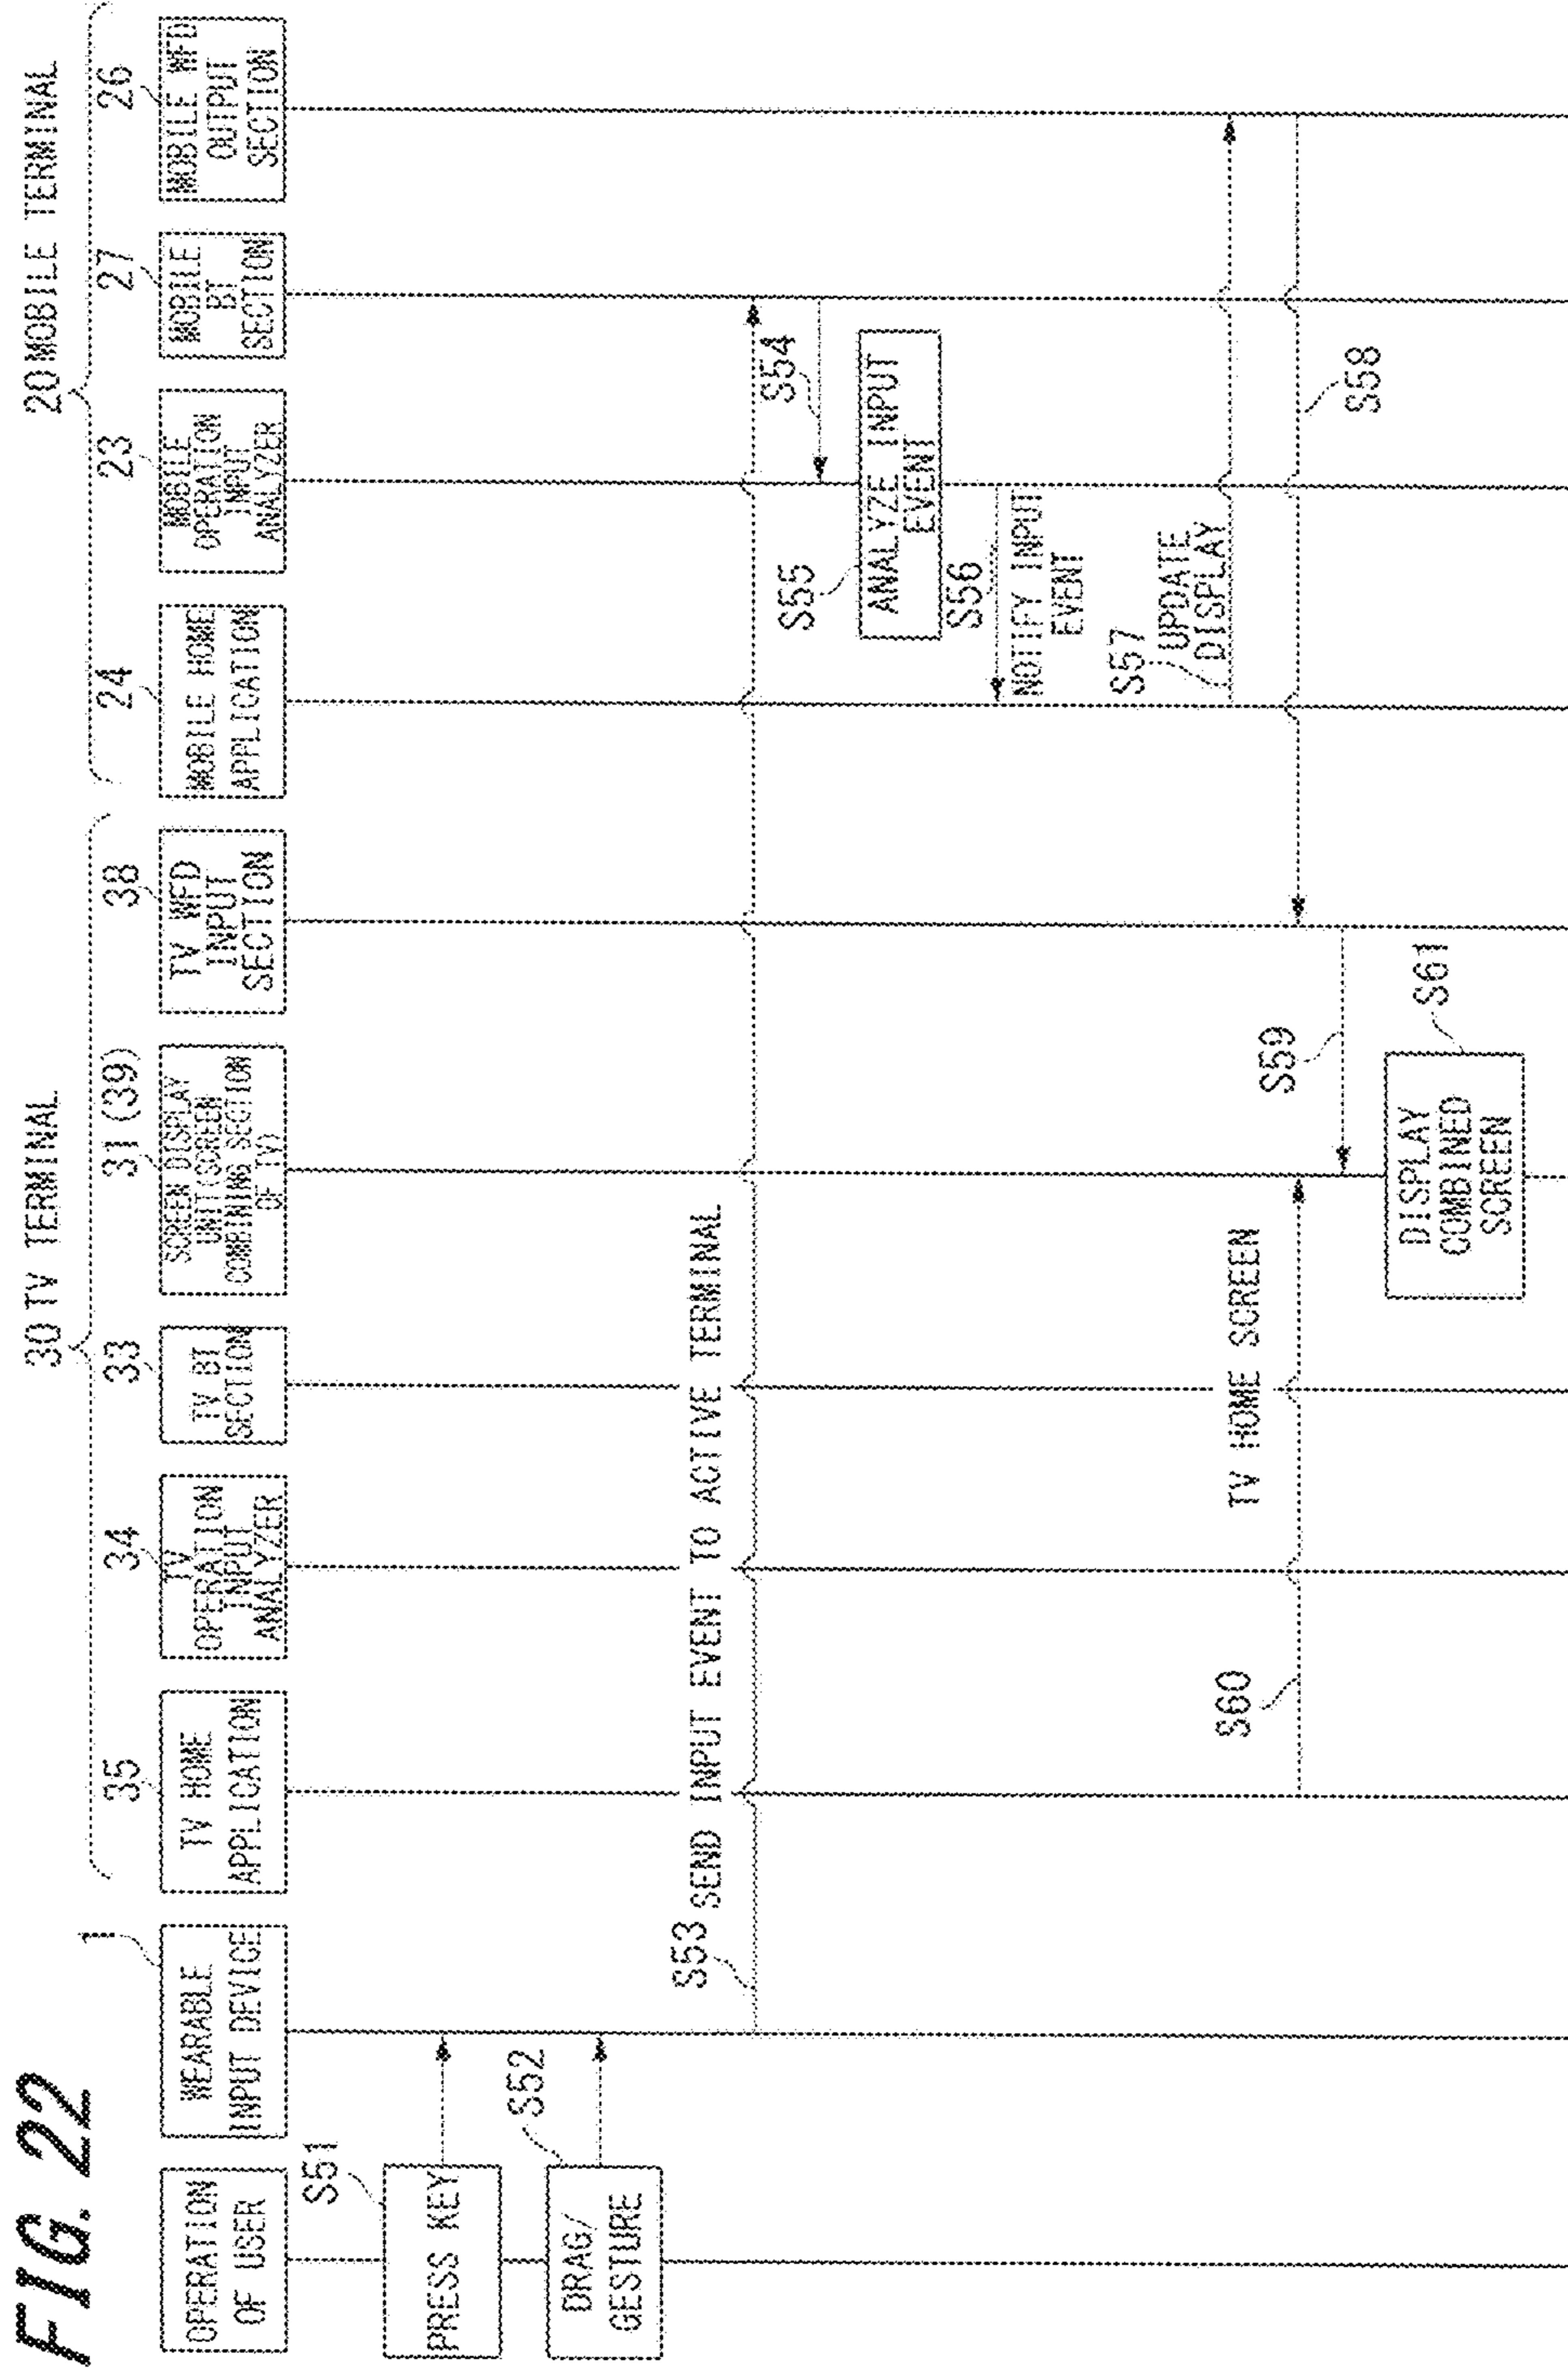 FIG. 22
30 TV TERMINAL
20 MOBILE TERMINAL
OPERATION
OF USER
1
WEARABLE
INPUT DEVICE
35
TV HOME
APPLICATION
34
TV
OPERATION
INPUT
ANALYZER
33
TV BT
SECTION
31 (39)
SCREEN DISPLAY
UNIT(SCREEN
COMBINING SECTION
OF TV)
38
TV WFD
INPUT
SECTION
24
MOBILE HOME
APPLICATION
23
MOBILE
OPERATION
INPUT
ANALYZER
27
MOBILE
BT
SECTION
26
MOBILE WFD
OUTPUT
SECTION
S51
PRESS KEY
S52
DRAG/
GESTURE
S53
SEND INPUT EVENT TO ACTIVE TERMINAL
S54
S55
ANALYZE INPUT
EVENT
S56
NOTIFY INPUT
EVENT
S57
UPDATE
DISPLAY
S58
S59
S60
TV HOME SCREEN
S61
DISPLAY
COMBINED
SCREEN